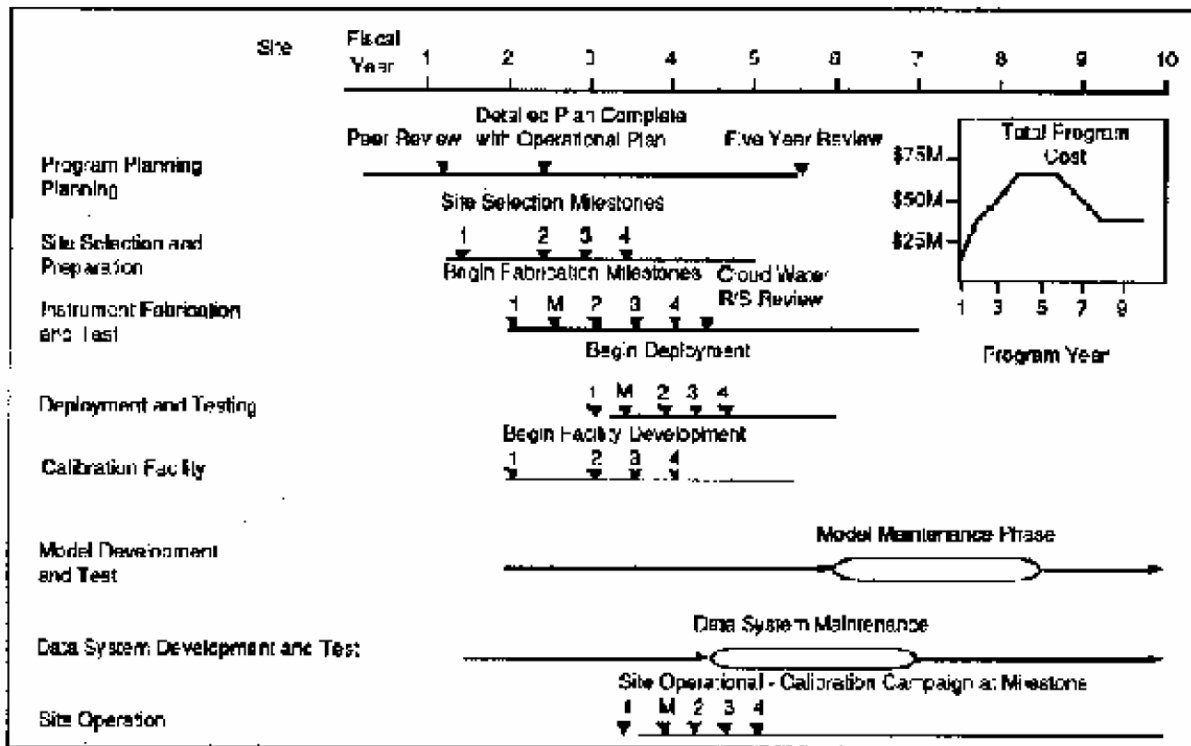 Site
Fiscal
Year 1 2 3 4 5 6 7 8 9 10
Detailed Plan Complete
Peer Review with Operational Plan Five Year Review
Program Planning
Planning
Site Selection Milestones
Site Selection and
Preparation
1 2 3 4
Begin Fabrication Milestones Cloud Water
R/S Review
Instrument Fabrication
and Test
1 M 2 3 4
Begin Deployment
Deployment and Testing
1 M 2 3 4
Begin Facility Development
Calibration Facility
1 2 3 4
Model Maintenance Phase
Model Development
and Test
Data System Maintenance
Data System Development and Test
Site Operational - Calibration Campaign at Milestone
Site Operation
1 M 2 3 4
Total Program
Cost
$75M
$50M
$25M
1 3 5 7 9
Program Year